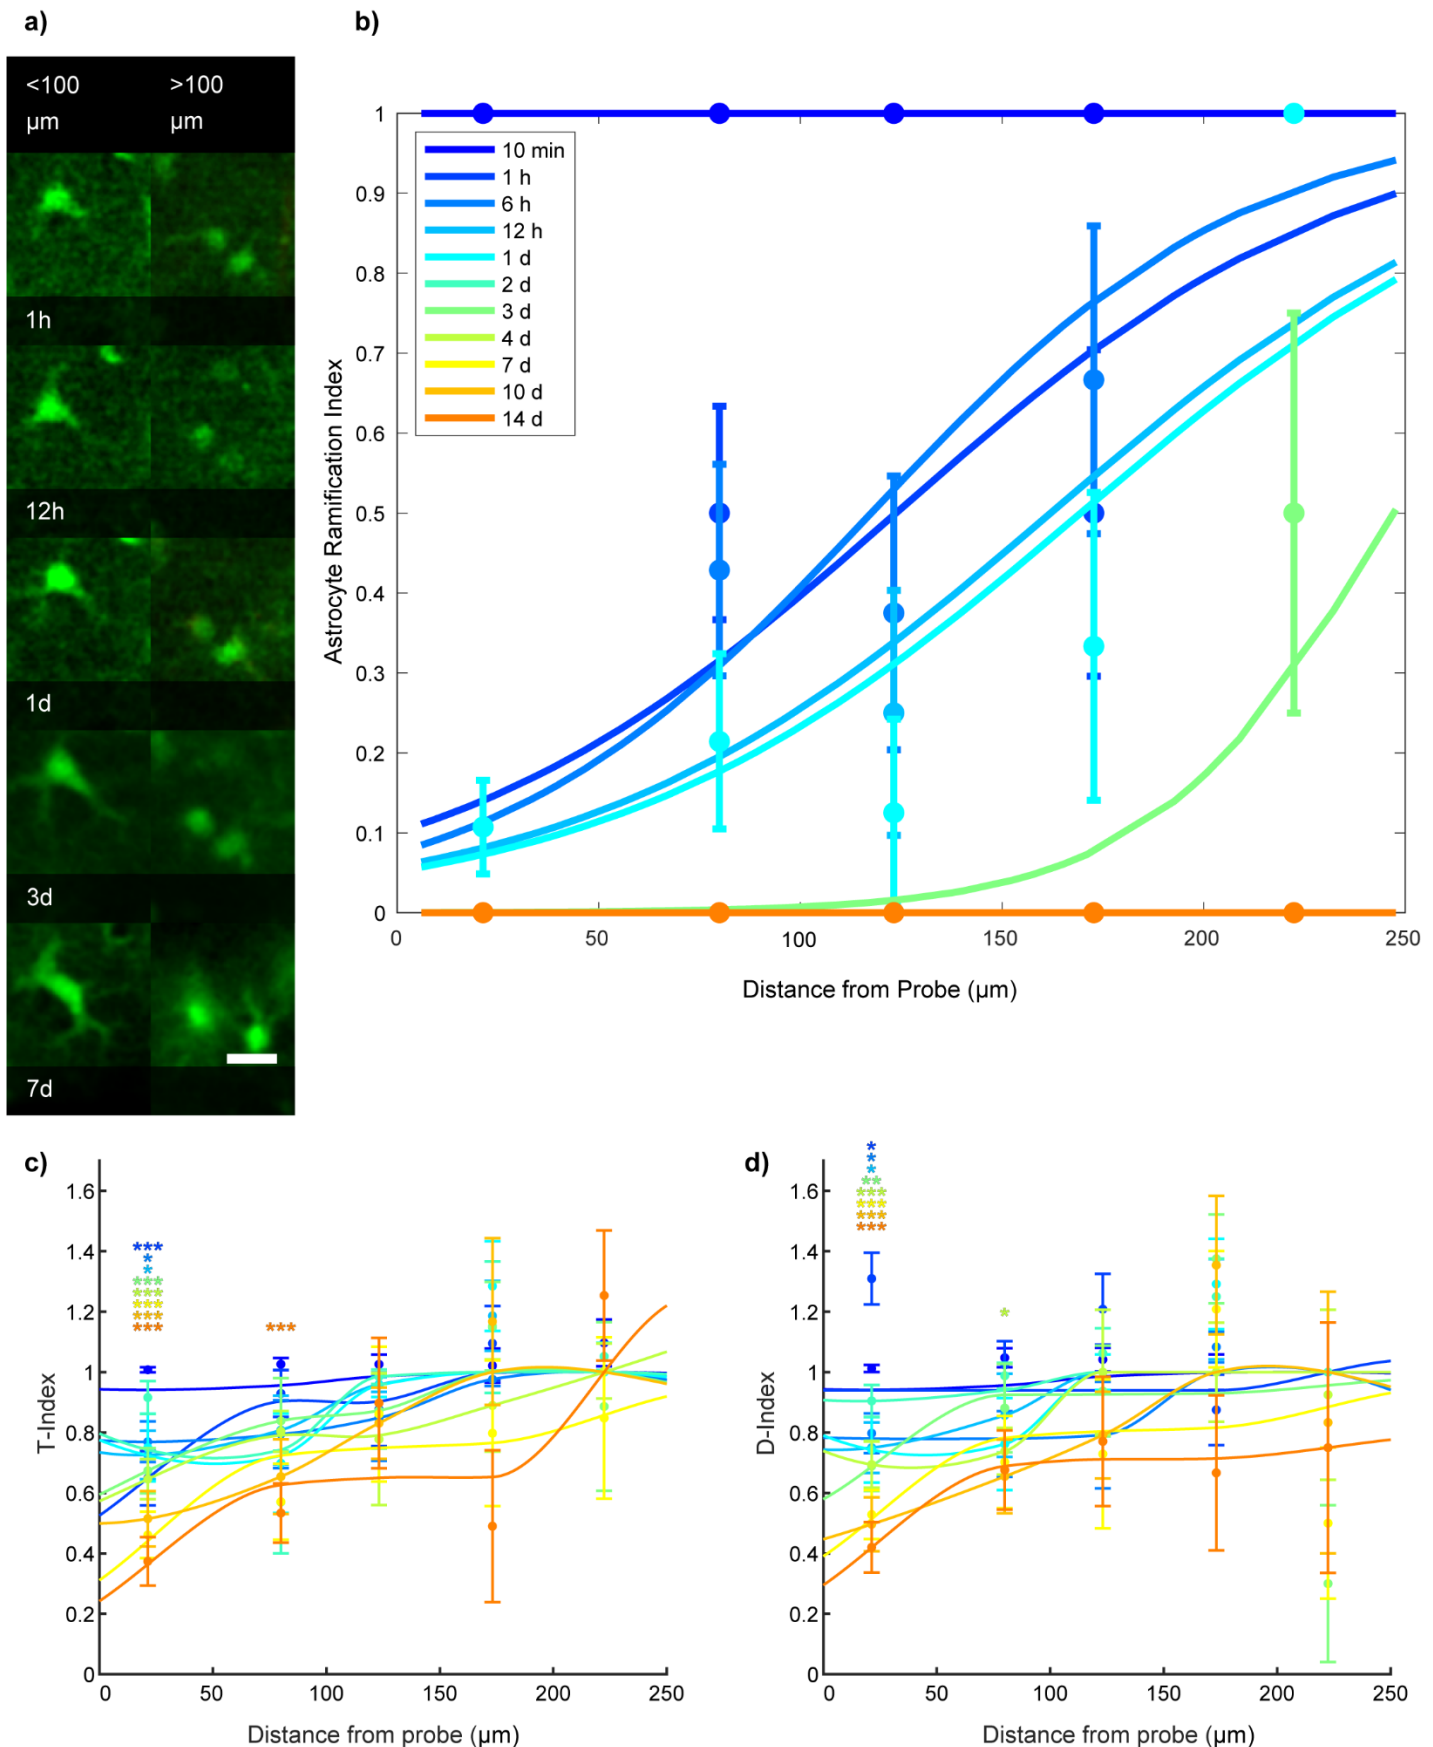 a)
<100 >100
µm µm
1h
12h
1d
3d
7d
b)
1
0.9
0.8
0.7
0.6
0.5
0.4
0.3
0.2
0.1
0
Astrocyte Ramification Index
10 min
1 h
6 h
12 h
1 d
2 d
3 d
4 d
7 d
10 d
14 d
0 50 100 150 200 250
Distance from Probe (µm)
c)
1.6
1.4
1.2
1
0.8
0.6
0.4
0.2
0
T-Index
***
*
*
***
***
***
***
***
***
0 50 100 150 200 250
Distance from probe (µm)
d)
1.6
1.4
1.2
1
0.8
0.6
0.4
0.2
0
D-Index
*
*
*
**
***
***
***
***
*
0 50 100 150 200 250
Distance from probe (µm)